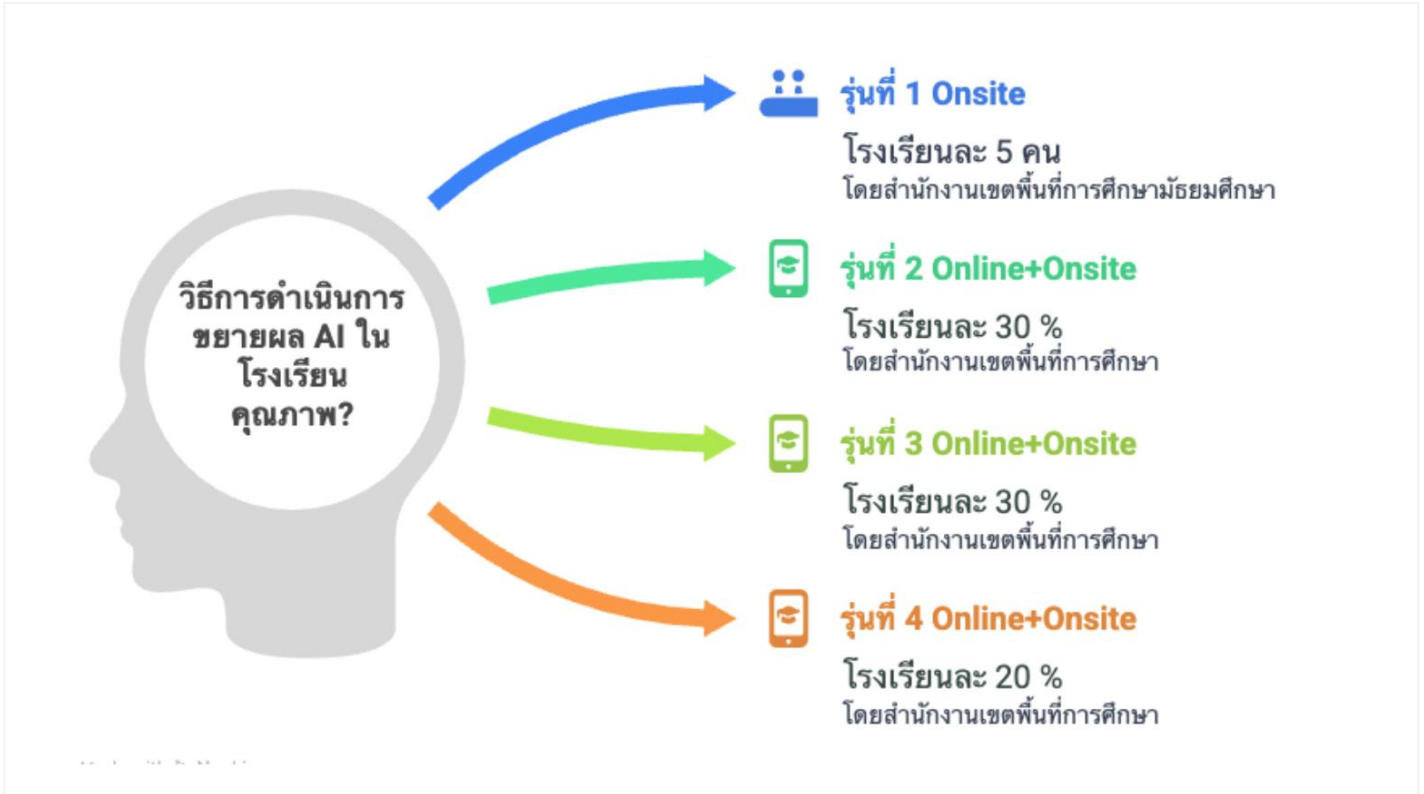 วิธีการดำเนินการ
ขยายผล AI ใน
โรงเรียน
คุณภาพ?
รุ่นที่ 1 Onsite
โรงเรียนละ 5 คน
โดยสำนักงานเขตพื้นที่การศึกษามัธยมศึกษา
รุ่นที่ 2 Online+Onsite
โรงเรียนละ 30 %
โดยสำนักงานเขตพื้นที่การศึกษา
รุ่นที่ 3 Online+Onsite
โรงเรียนละ 30 %
โดยสำนักงานเขตพื้นที่การศึกษา
รุ่นที่ 4 Online+Onsite
โรงเรียนละ 20 %
โดยสำนักงานเขตพื้นที่การศึกษา